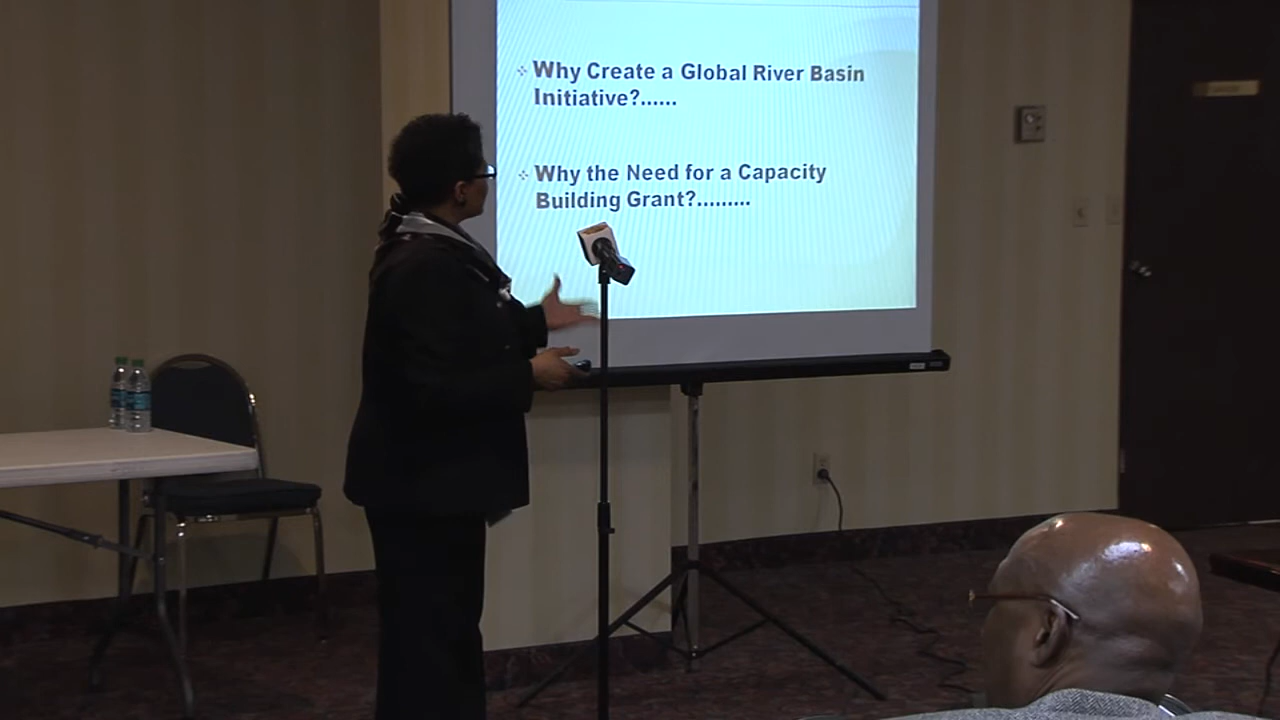 Why Create a Global River Basin
Initiative?......
Why the Need for a Capacity
Building Grant?.........